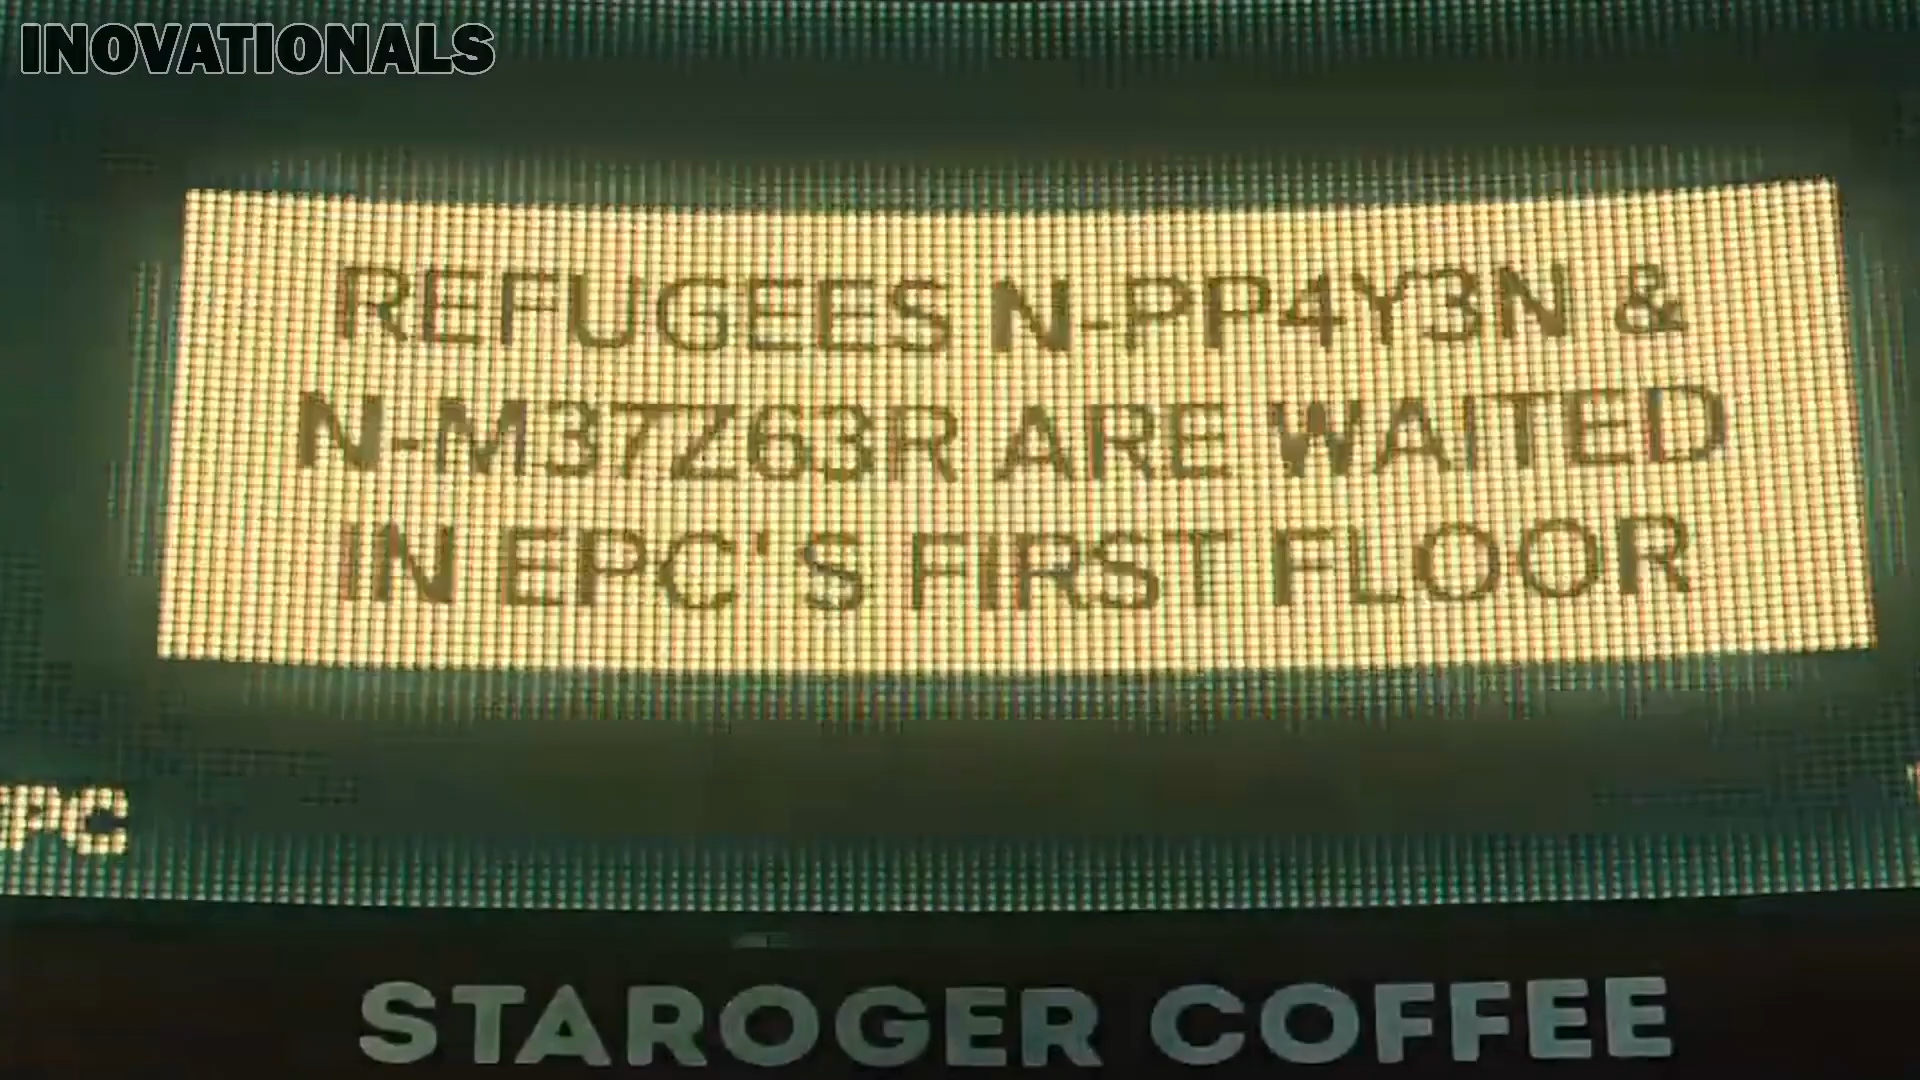 INOVATIONALS
REFUGEES N-PP4Y3N &
N-M37Z63R ARE WAITED
IN EPC'S FIRST FLOOR
PC
STAROGER COFFEE